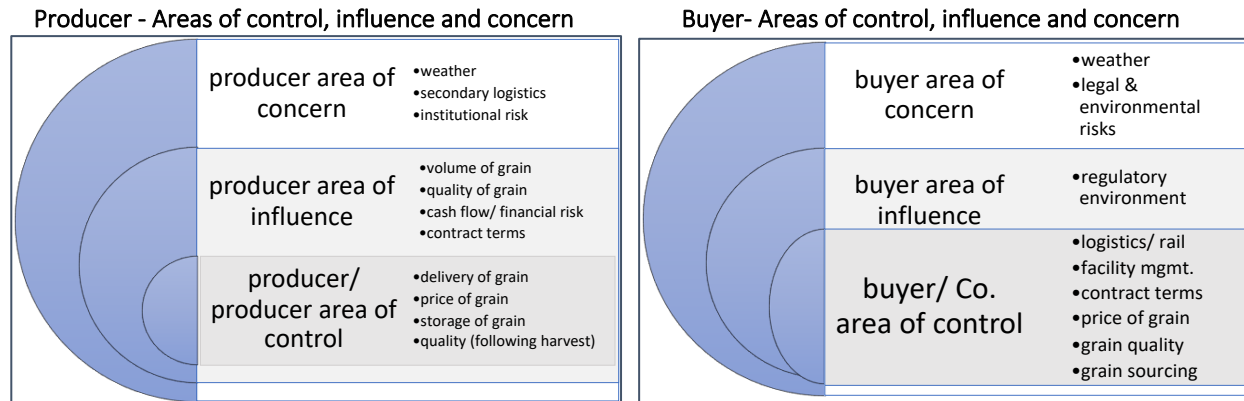 Producer - Areas of control, influence and concern
producer area of
concern
•weather
•secondary logistics
•institutional risk
producer area of
influence
•volume of grain
•quality of grain
•cash flow/ financial risk
•contract terms
producer/
producer area of
control
•delivery of grain
•price of grain
•storage of grain
•quality (following harvest)
Buyer- Areas of control, influence and concern
buyer area of
concern
•weather
•legal &
environmental
risks
buyer area of
influence
•regulatory
environment
buyer/ Co.
area of control
•logistics/ rail
•facility mgmt.
•contract terms
•price of grain
•grain quality
•grain sourcing